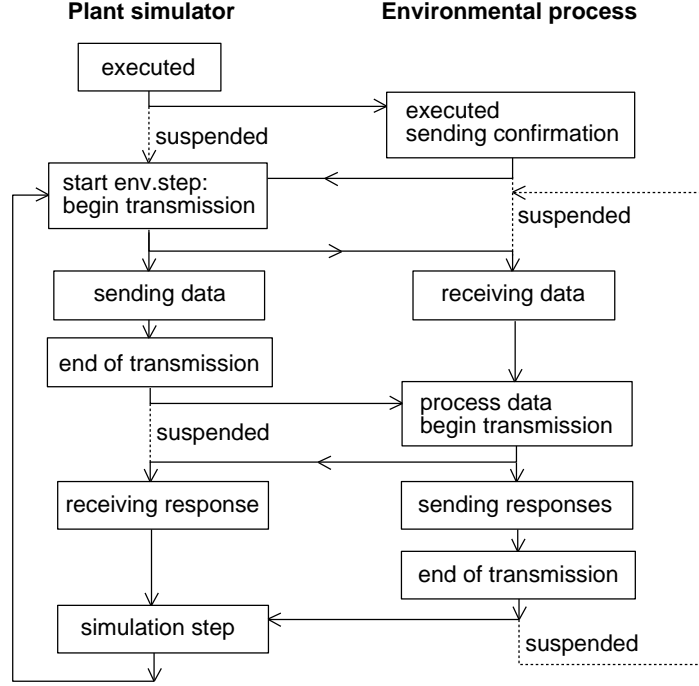 Plant simulator
Environmental process
executed
executed
sending confirmation
suspended
start env.step:
begin transmission
suspended
sending data
receiving data
end of transmission
process data
begin transmission
suspended
receiving response
sending responses
end of transmission
simulation step
suspended